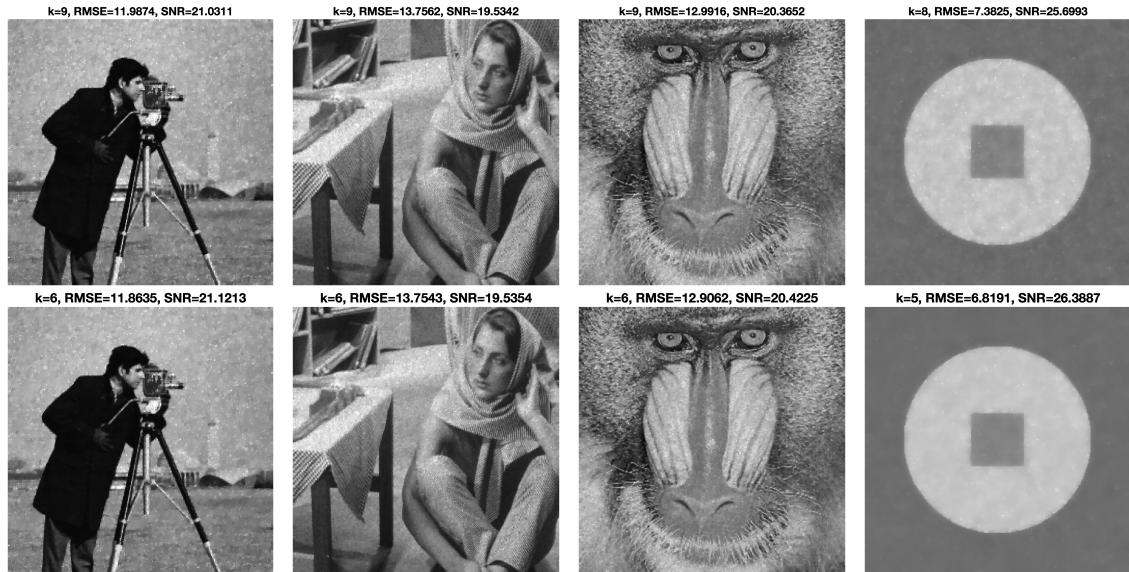 k=9, RMSE=11.9874, SNR=21.0311
k=9, RMSE=13.7562, SNR=19.5342
k=9, RMSE=12.9916, SNR=20.3652
k=8, RMSE=7.3825, SNR=25.6993
k=6, RMSE=11.8635, SNR=21.1213
k=6, RMSE=13.7543, SNR=19.5354
k=6, RMSE=12.9062, SNR=20.4225
k=5, RMSE=6.8191, SNR=26.3887